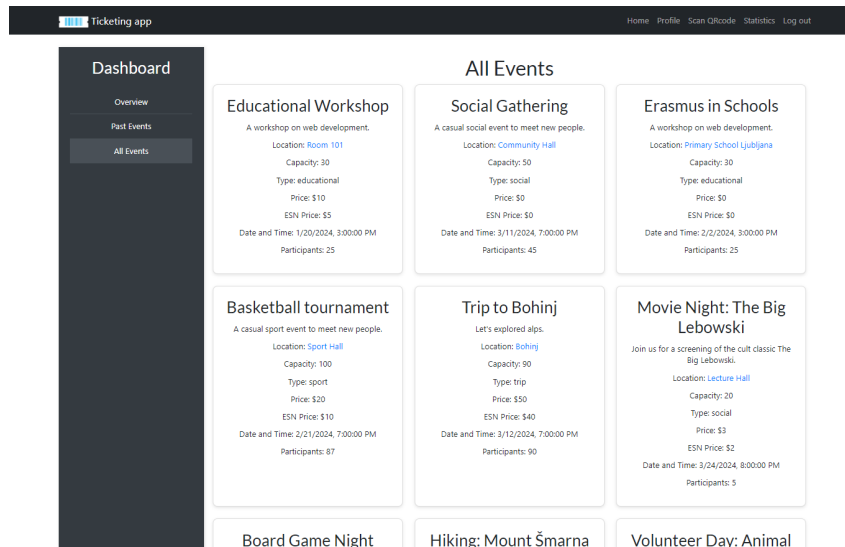 Ticketing app
Home Profile Scan QRcode Statistics Log out
Dashboard
Overview
Past Events
All Events
All Events
Educational Workshop
A workshop on web development.
Location: Room 101
Capacity: 30
Type: educational
Price: $10
ESN Price: $5
Date and Time: 1/20/2024, 3:00:00 PM
Participants: 25
Social Gathering
A casual social event to meet new people.
Location: Community Hall
Capacity: 50
Type: social
Price: $0
ESN Price: $0
Date and Time: 3/11/2024, 7:00:00 PM
Participants: 45
Erasmus in Schools
A workshop on web development.
Location: Primary School Ljubljana
Capacity: 30
Type: educational
Price: $0
ESN Price: $0
Date and Time: 2/2/2024, 3:00:00 PM
Participants: 25
Basketball tournament
A casual sport event to meet new people.
Location: Sport Hall
Capacity: 100
Type: sport
Price: $20
ESN Price: $10
Date and Time: 2/21/2024, 7:00:00 PM
Participants: 87
Trip to Bohinj
Let's explored alps.
Location: Bohinj
Capacity: 90
Type: trip
Price: $50
ESN Price: $40
Date and Time: 3/12/2024, 7:00:00 PM
Participants: 90
Movie Night: The Big
Lebowski
Join us for a screening of the cult classic The
Big Lebowski.
Location: Lecture Hall
Capacity: 20
Type: social
Price: $3
ESN Price: $2
Date and Time: 3/24/2024, 8:00:00 PM
Participants: 5
Board Game Night
Hiking: Mount Šmarna
Volunteer Day: Animal